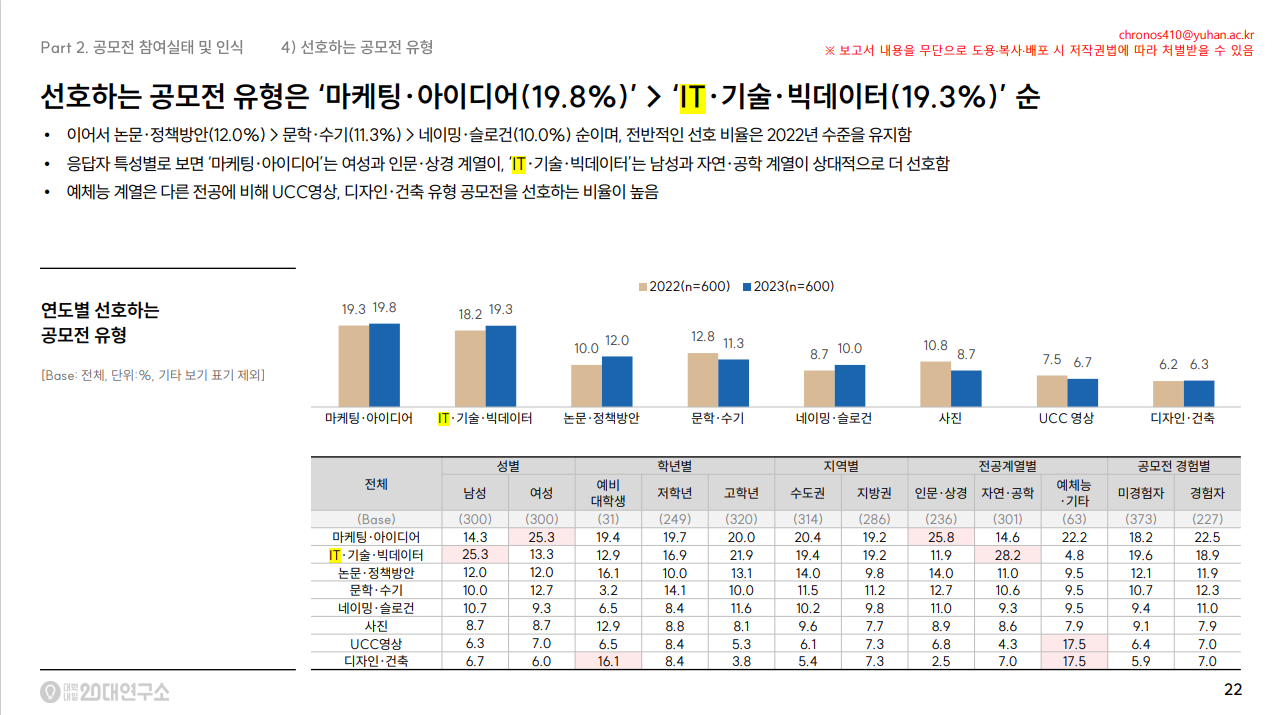 Part 2. 공모전 참여실태 및 인식 4) 선호하는 공모전 유형
chronos410@yuhan.ac.kr
※ 보고서 내용을 무단으로 도용·복사·배포 시 저작권법에 따라 처벌받을 수 있음
선호하는 공모전 유형은 ‘마케팅·아이디어(19.8%)’ > ‘IT·기술·빅데이터(19.3%)’ 순
• 이어서 논문·정책방안(12.0%) > 문학·수기(11.3%) > 네이밍·슬로건(10.0%) 순이며, 전반적인 선호 비율은 2022년 수준을 유지함
• 응답자 특성별로 보면 ‘마케팅·아이디어’는 여성과 인문·상경 계열이, ‘IT·기술·빅데이터’는 남성과 자연·공학 계열이 상대적으로 더 선호함
• 예체능 계열은 다른 전공에 비해 UCC영상, 디자인·건축 유형 공모전을 선호하는 비율이 높음
연도별 선호하는
공모전 유형
[Base: 전체, 단위:%, 기타 보기 표기 제외]
2022(n=600) 2023(n=600)
19.3 19.8 18.2 19.3 10.0 12.0 12.8 11.3 8.7 10.0 10.8 8.7 7.5 6.7 6.2 6.3
마케팅·아이디어 IT·기술·빅데이터 논문·정책방안 문학·수기 네이밍·슬로건 사진 UCC 영상 디자인·건축
전체 성별 학년별 지역별 전공계열별 공모전 경험별
남성 여성 예비 대학생 저학년 고학년 수도권 지방권 인문·상경 자연·공학 예체능 ·기타 미경험자 경험자
(Base) (300) (300) (31) (249) (320) (314) (286) (236) (301) (63) (373) (227)
마케팅·아이디어 14.3 25.3 19.4 19.7 20.0 20.4 19.2 25.8 14.6 22.2 18.2 22.5
IT·기술·빅데이터 25.3 13.3 12.9 16.9 21.9 19.4 19.2 11.9 28.2 4.8 19.6 18.9
논문·정책방안 12.0 12.0 16.1 10.0 13.1 14.0 9.8 14.0 11.0 9.5 12.1 11.9
문학·수기 10.0 12.7 3.2 14.1 10.0 11.5 11.2 12.7 10.6 9.5 10.7 12.3
네이밍·슬로건 10.7 9.3 6.5 8.4 11.6 10.2 9.8 11.0 9.3 9.5 9.4 11.0
사진 8.7 8.7 12.9 8.8 8.1 9.6 7.7 8.9 8.6 7.9 9.1 7.9
UCC영상 6.3 7.0 6.5 8.4 5.3 6.1 7.3 6.8 4.3 17.5 6.4 7.0
디자인·건축 6.7 6.0 16.1 8.4 3.8 5.4 7.3 2.5 7.0 17.5 5.9 7.0
대학내일 20대연구소
22